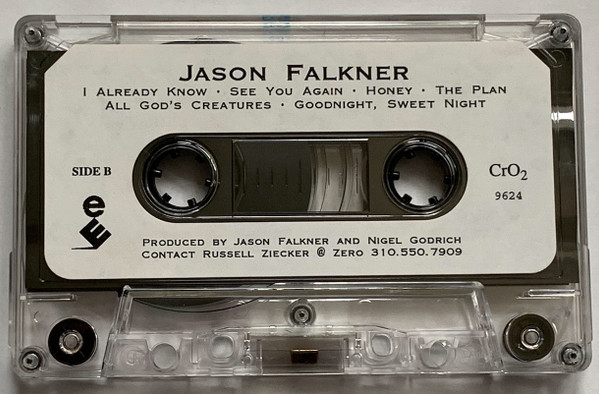 JASON FALKNER
I ALREADY KNOW · SEE YOU AGAIN · HONEY · THE PLAN
ALL GOD'S CREATURES · GOODNIGHT, SWEET NIGHT
SIDE B
CrO2
9624
e
PRODUCED BY JASON FALKNER AND NIGEL GODRICH
CONTACT RUSSELL ZIECKER @ ZERO 310.550.7909